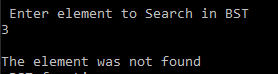 Enter element to Search in BST
3
The element was not found